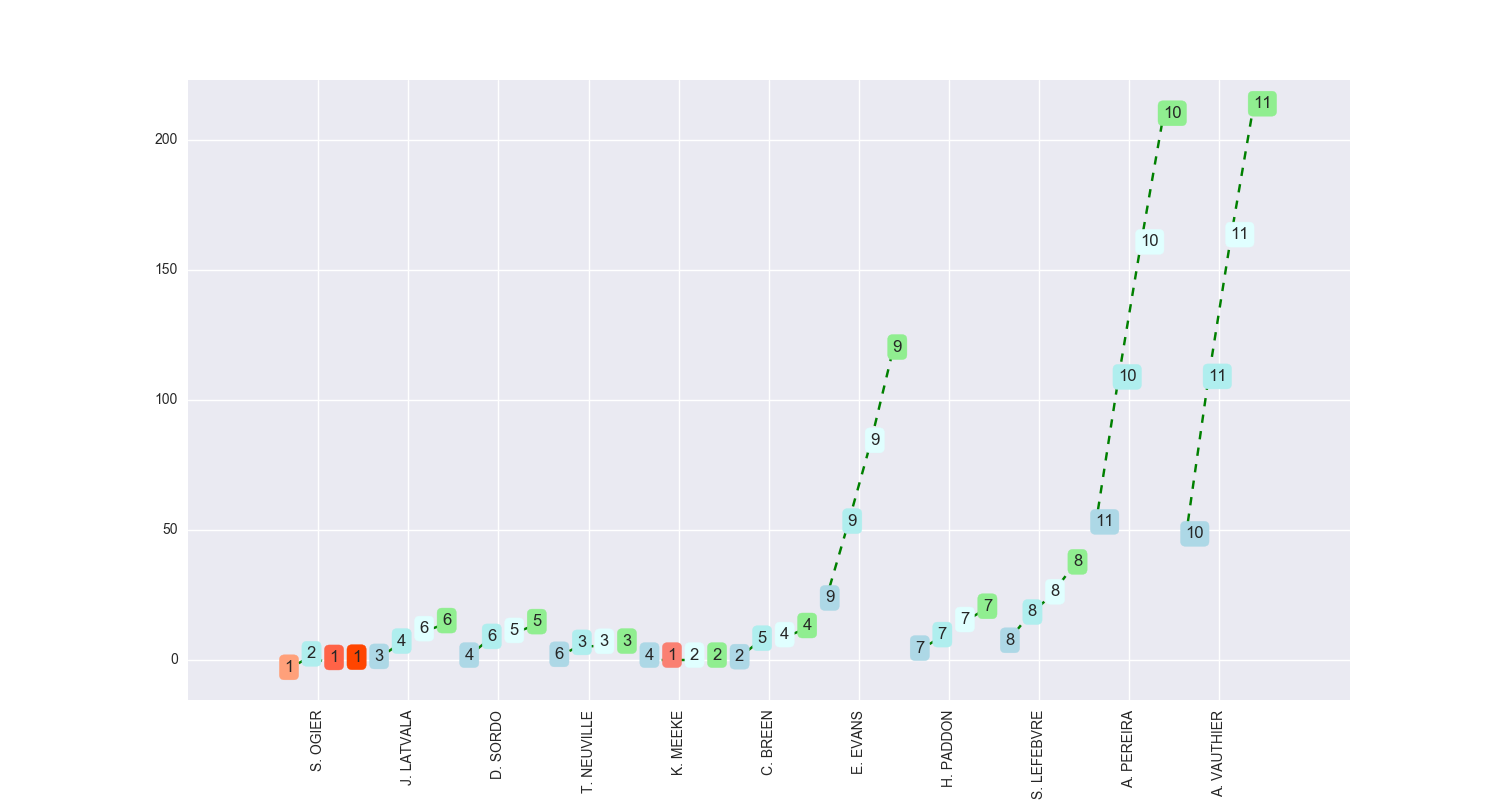 200
150
100
50
0
1 2 1 1
3 4 6 6
4 6 5 5
6 3 3 3
4 1 2 2
2 5 4 4
9 9 9 9
7 7 7 7
8 8 8 8
11 10 10 10
10 11 11 11
S. OGIER
J. LATVALA
D. SORDO
T. NEUVILLE
K. MEEKE
C. BREEN
E. EVANS
H. PADDON
S. LEFEBVRE
A. PEREIRA
A. VAUTHIER